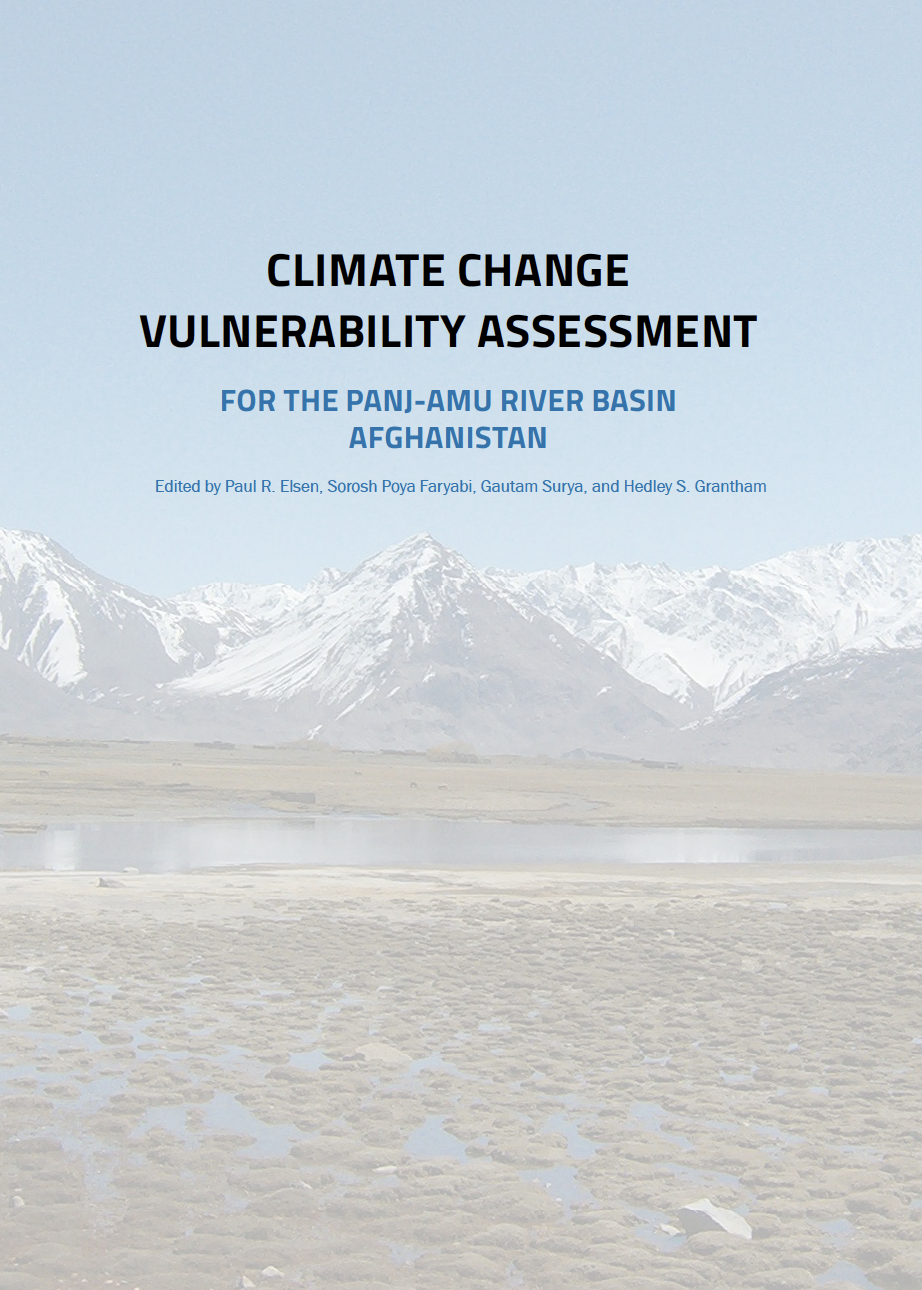 CLIMATE CHANGE
VULNERABILITY ASSESSMENT
FOR THE PANJ-AMU RIVER BASIN
AFGHANISTAN
Edited by Paul R. Elsen, Sorosh Poya Faryabi, Gautam Surya, and Hedley S. Grantham